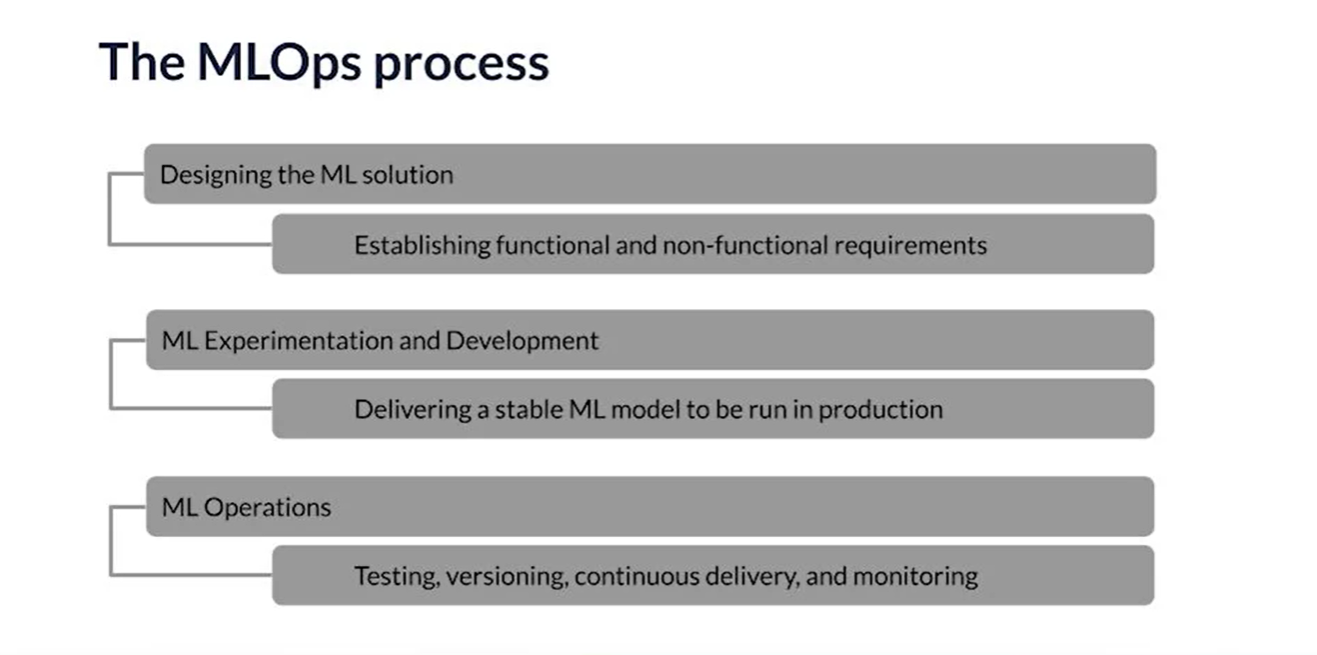 The MLOps process
Designing the ML solution
Establishing functional and non-functional requirements
ML Experimentation and Development
Delivering a stable ML model to be run in production
ML Operations
Testing, versioning, continuous delivery, and monitoring